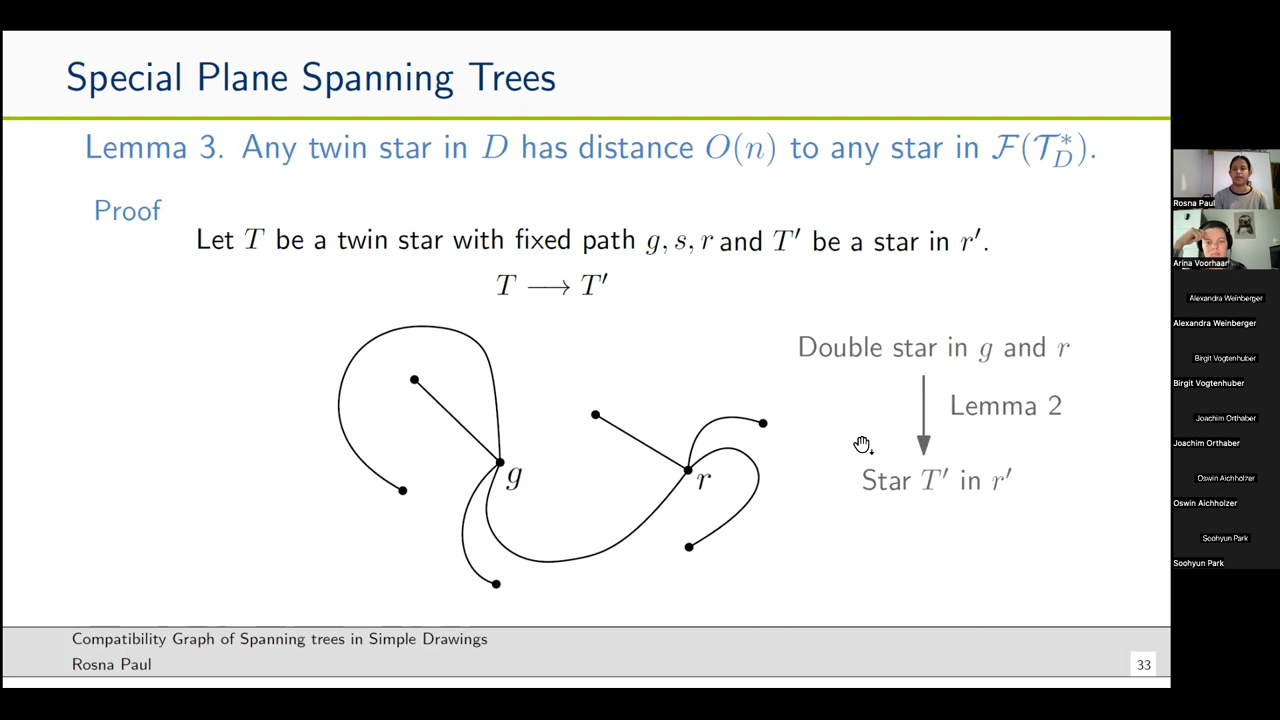 Special Plane Spanning Trees
Lemma 3. Any twin star in D has distance O(n) to any star in F(T*_D).
Proof
Let T be a twin star with fixed path g, s, r and T′ be a star in r′.
T ⟶ T′
Double star in g and r
Lemma 2
Star T′ in r′
g
r
Compatibility Graph of Spanning trees in Simple Drawings
Rosna Paul
33
Rosna Paul
Arina Voorhaar
Alexandra Weinberger
Alexandra Weinberger
Birgit Vogtenhuber
Birgit Vogtenhuber
Joachim Orthaber
Joachim Orthaber
Oswin Aichholzer
Oswin Aichholzer
Soohyun Park
Soohyun Park